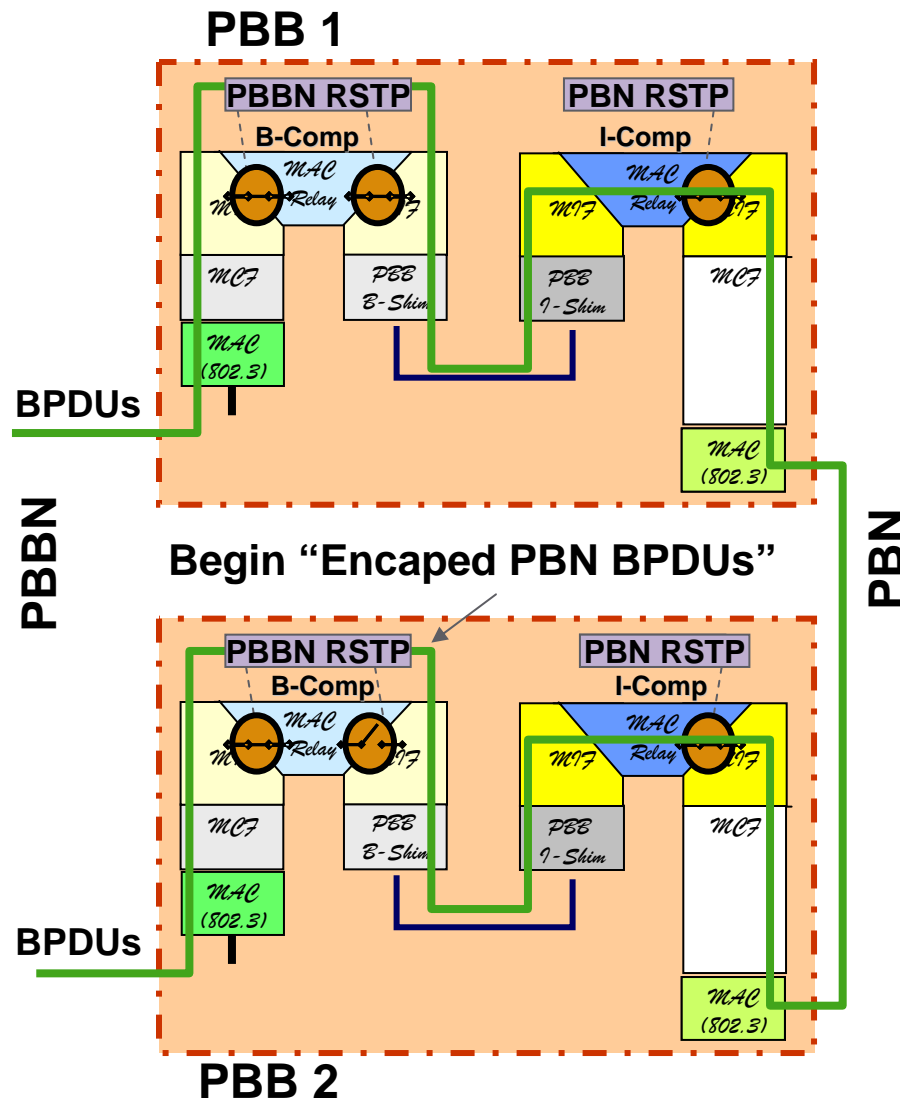 PBB 1
PBBN RSTP
PBN RSTP
B-Comp
I-Comp
MAC
Relay
MIF
MAC
Relay
MIF
MCF
PBB
B-Shim
PBB
I-Shim
MCF
MAC
(802.3)
BPDUs
MAC
(802.3)
PBBN
PBN
Begin “Encaped PBN BPDUs”
PBBN RSTP
PBN RSTP
B-Comp
I-Comp
MAC
Relay
MIF
MAC
Relay
MIF
MCF
PBB
B-Shim
PBB
I-Shim
MCF
MAC
(802.3)
BPDUs
MAC
(802.3)
PBB 2